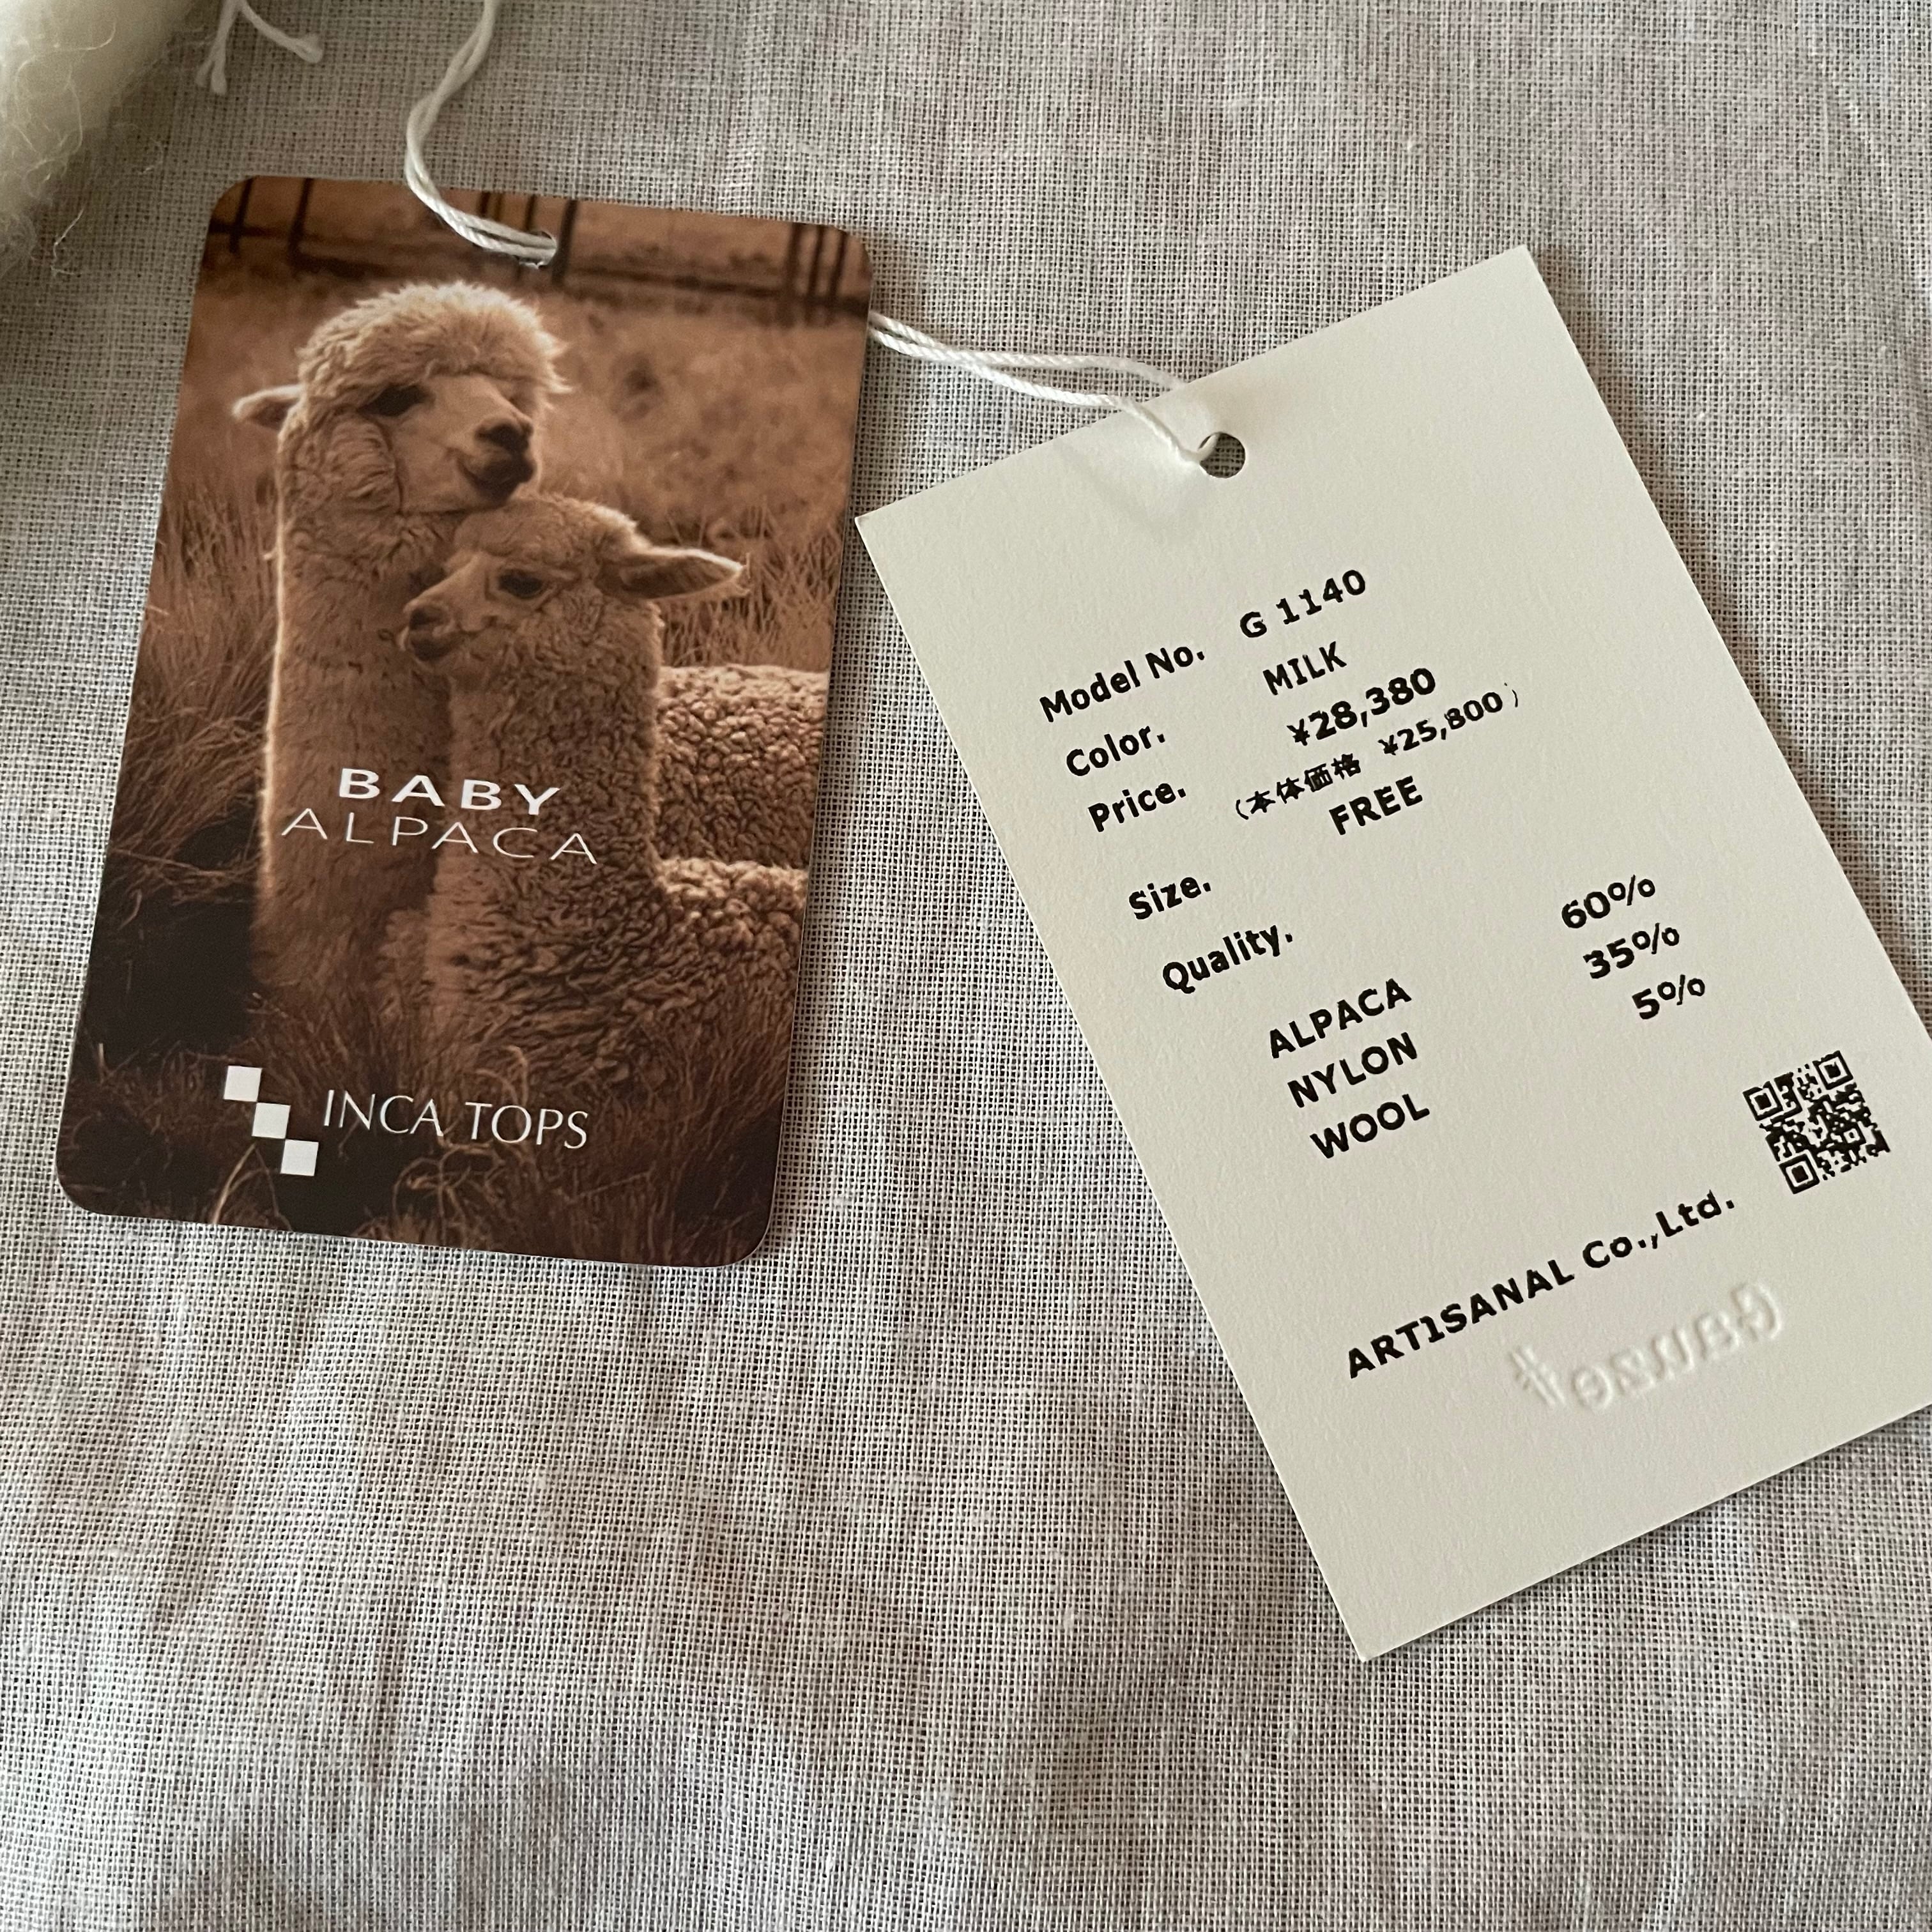 BABY
ALPACA
INCA TOPS
Model No. G 1140
Color. MILK
Price. ¥28,380
(本体価格 ¥25,800)
Size. FREE
Quality.
ALPACA 60%
NYLON 35%
WOOL 5%
ARTISANAL Co.,Ltd.
Gauze#